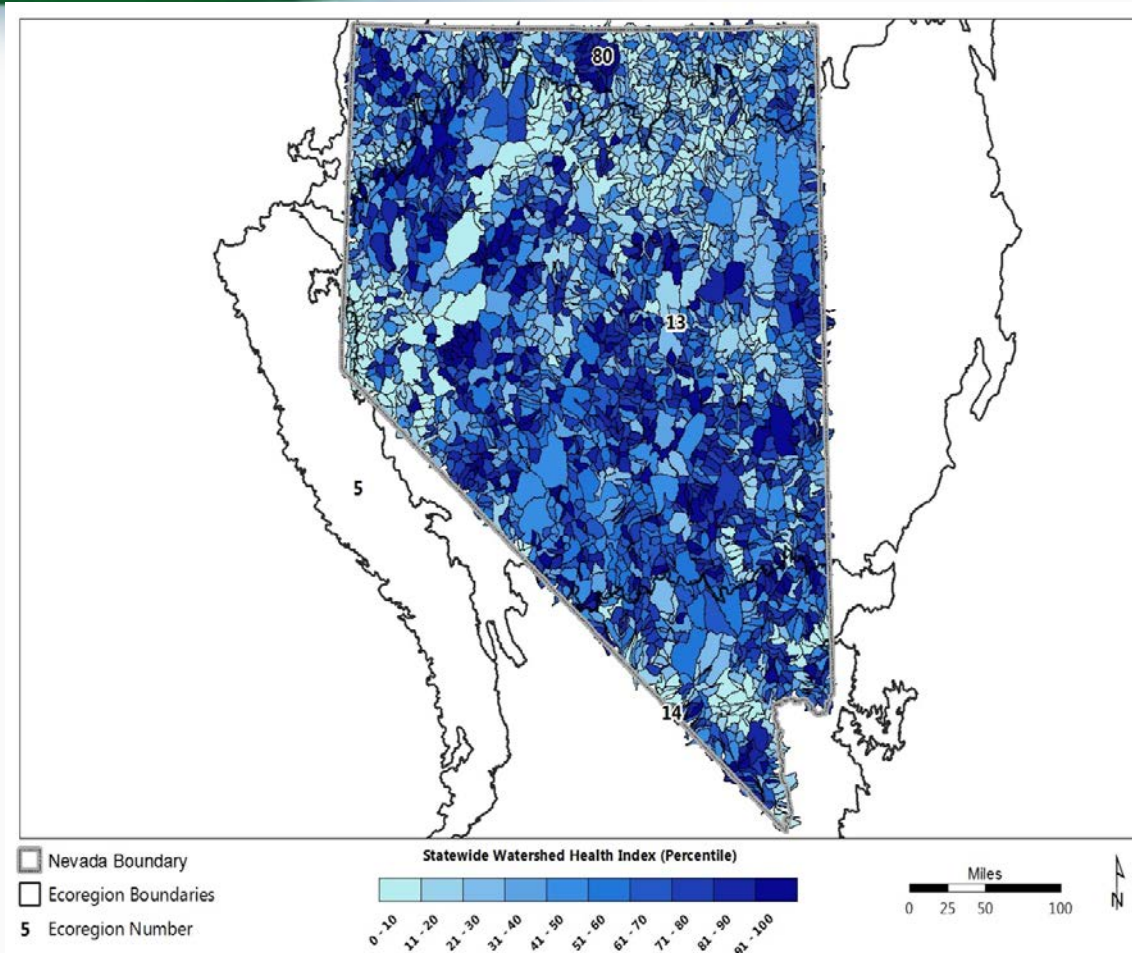 80
13
5
14
Nevada Boundary
Ecoregion Boundaries
5 Ecoregion Number
Statewide Watershed Health Index (Percentile)
0 - 10
11 - 20
21 - 30
31 - 40
41 - 50
51 - 60
61 - 70
71 - 80
81 - 90
91 - 100
Miles
0 25 50 100
N